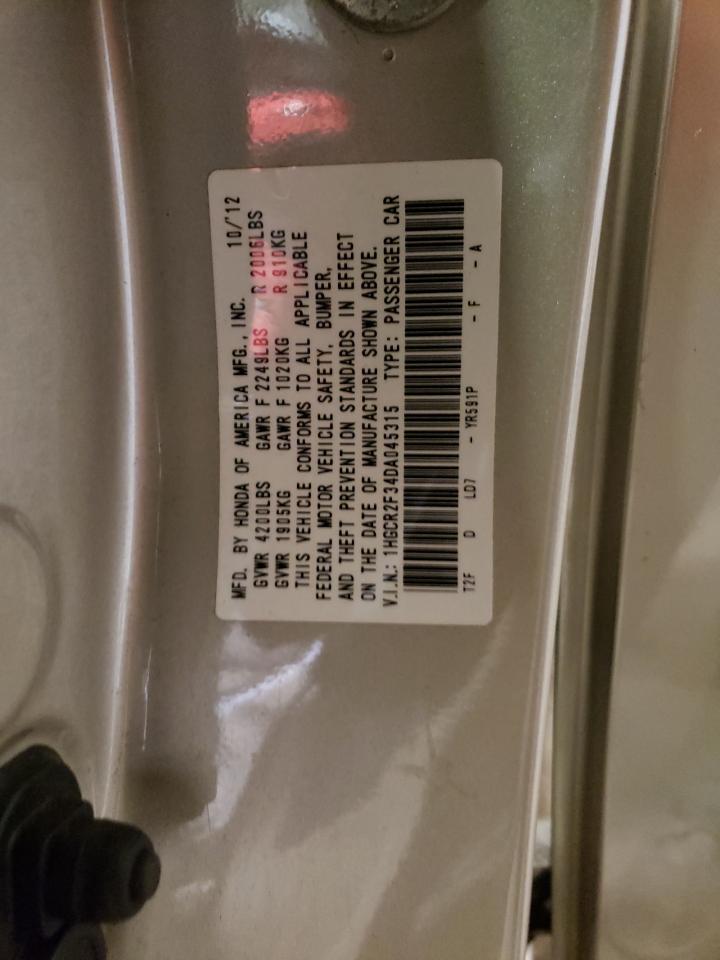 MFD. BY HONDA OF AMERICA MFG., INC. 10/'12
GVWR 4200LBS GAWR F 2249LBS R 2006LBS
GVWR 1905KG GAWR F 1020KG R 910KG
THIS VEHICLE CONFORMS TO ALL APPLICABLE
FEDERAL MOTOR VEHICLE SAFETY, BUMPER,
AND THEFT PREVENTION STANDARDS IN EFFECT
ON THE DATE OF MANUFACTURE SHOWN ABOVE.
V.I.N.: 1HGCR2F34DA045315 TYPE: PASSENGER CAR
T2F D LD7 - YR591P - F - A